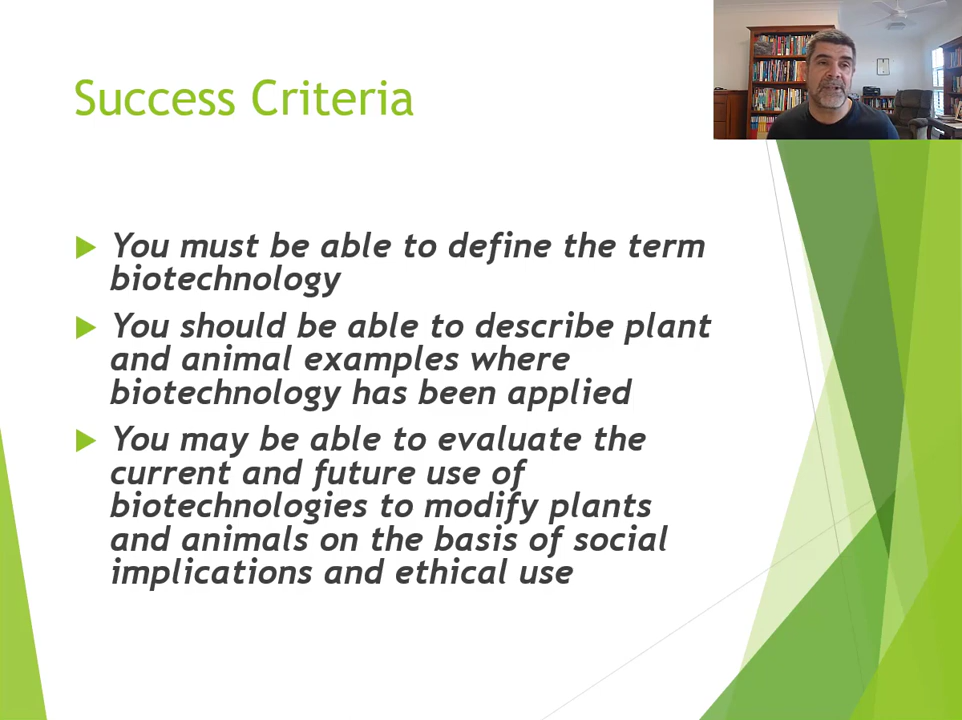 Success Criteria
You must be able to define the term
biotechnology
You should be able to describe plant
and animal examples where
biotechnology has been applied
You may be able to evaluate the
current and future use of
biotechnologies to modify plants
and animals on the basis of social
implications and ethical use